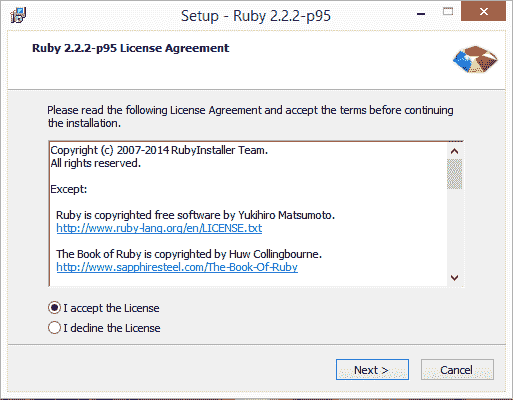 Setup - Ruby 2.2.2-p95
Ruby 2.2.2-p95 License Agreement
Please read the following License Agreement and accept the terms before continuing
the installation.
Copyright (c) 2007-2014 RubyInstaller Team.
All rights reserved.
Except:
Ruby is copyrighted free software by Yukihiro Matsumoto.
http://www.ruby-lang.org/en/LICENSE.txt
The Book of Ruby is copyrighted by Huw Collingbourne.
http://www.sapphiresteel.com/The-Book-Of-Ruby
I accept the License
I decline the License
Next >
Cancel